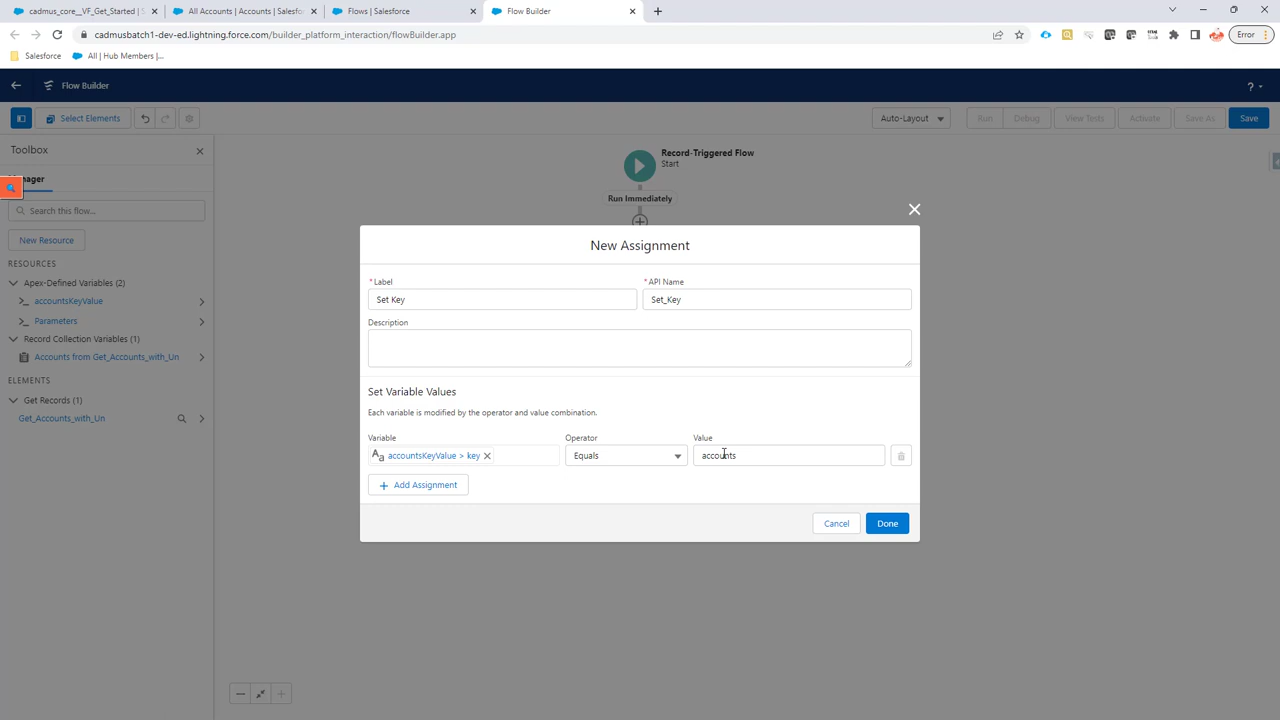 cadmus_core__VF_Get_Started | S
All Accounts | Accounts | Salesfo
Flows | Salesforce
Flow Builder
cadmusbatch1-dev-ed.lightning.force.com/builder_platform_interaction/flowBuilder.app
Error
Salesforce
All | Hub Members |...
Flow Builder
?
Select Elements
Auto-Layout
Run
Debug
View Tests
Activate
Save As
Save
Toolbox
nager
Search this flow...
New Resource
RESOURCES
Apex-Defined Variables (2)
accountsKeyValue
Parameters
Record Collection Variables (1)
Accounts from Get_Accounts_with_Un
ELEMENTS
Get Records (1)
Get_Accounts_with_Un
Record-Triggered Flow
Start
Run Immediately
New Assignment
*Label
*API Name
Set Key
Set_Key
Description
Set Variable Values
Each variable is modified by the operator and value combination.
Variable
Operator
Value
Aa accountsKeyValue > key
Equals
accounts
Add Assignment
Cancel
Done